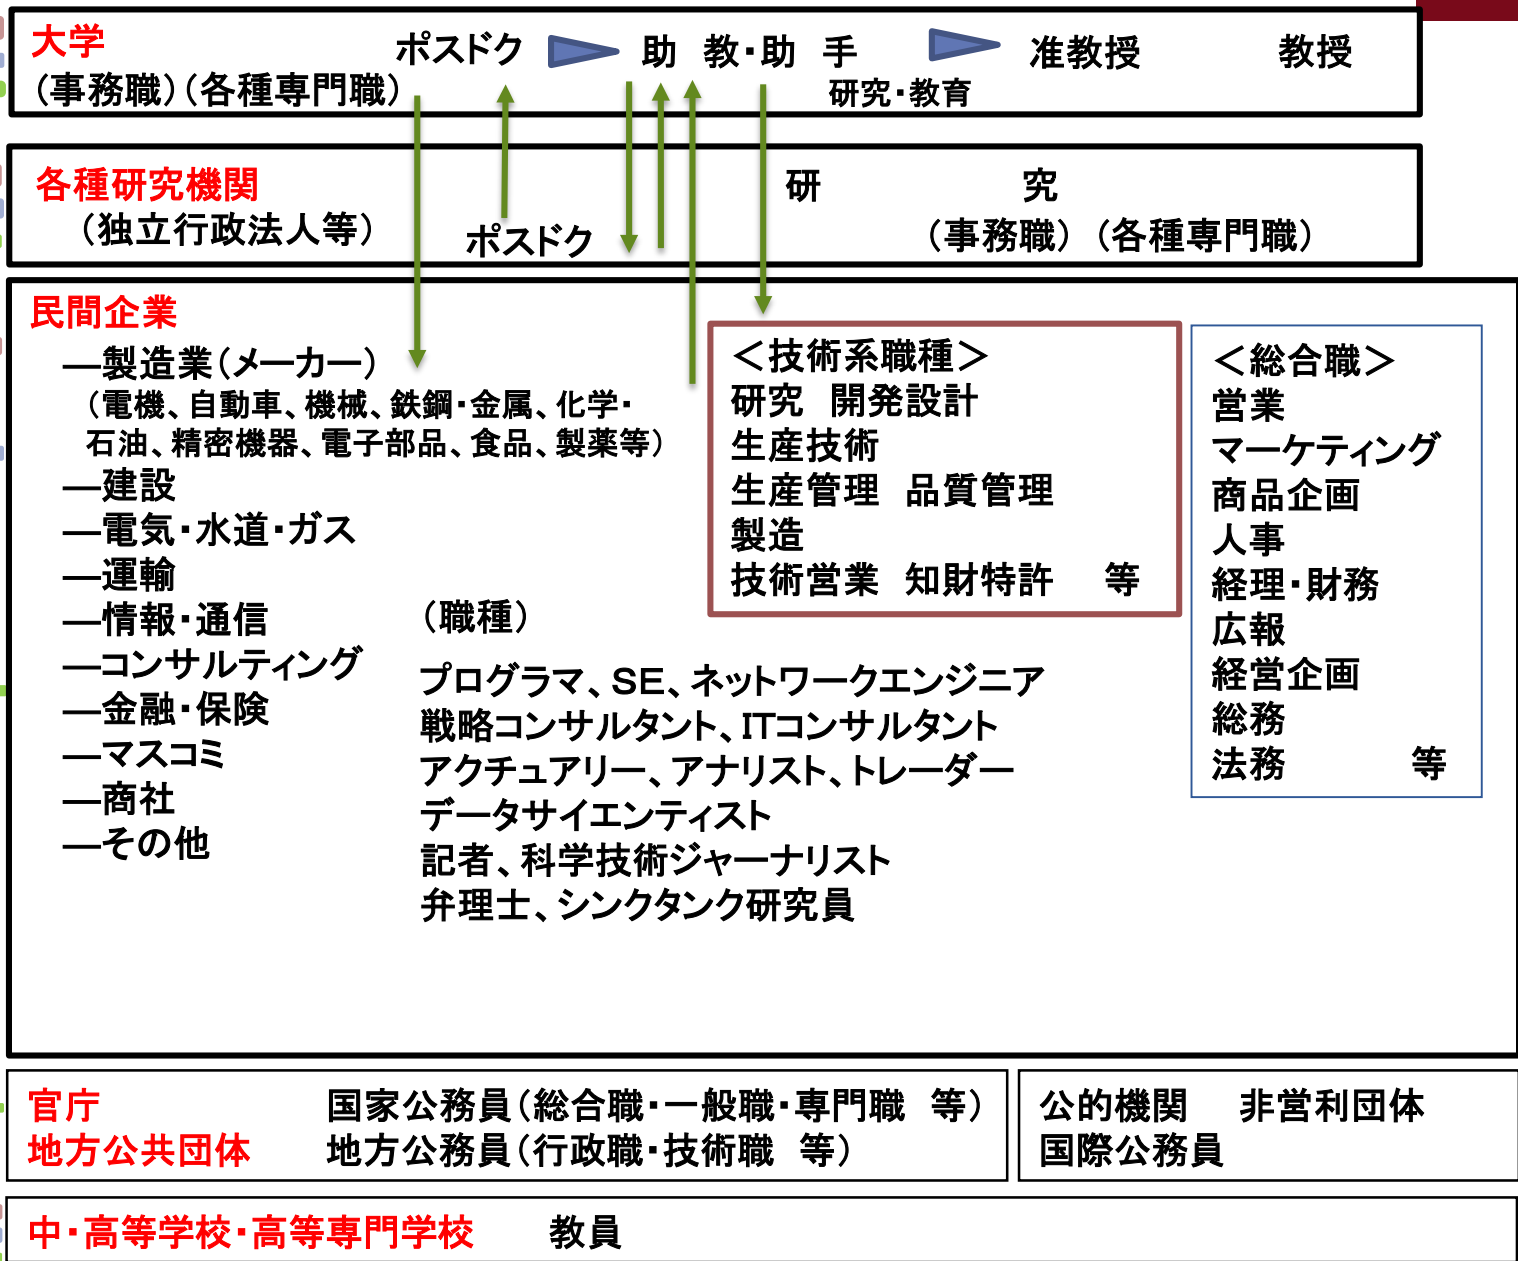 大学
ポスドク 助 教・助 手 准教授 教授
(事務職)(各種専門職) 研究・教育
各種研究機関 研 究
(独立行政法人等) ポスドク (事務職)(各種専門職)
民間企業
―製造業(メーカー)
(電機、自動車、機械、鉄鋼・金属、化学・
石油、精密機器、電子部品、食品、製薬等)
―建設
―電気・水道・ガス
―運輸
―情報・通信
―コンサルティング
―金融・保険
―マスコミ
―商社
―その他
(職種)
プログラマ、SE、ネットワークエンジニア
戦略コンサルタント、ITコンサルタント
アクチュアリー、アナリスト、トレーダー
データサイエンティスト
記者、科学技術ジャーナリスト
弁理士、シンクタンク研究員
＜技術系職種＞
研究 開発設計
生産技術
生産管理 品質管理
製造
技術営業 知財特許 等
＜総合職＞
営業
マーケティング
商品企画
人事
経理・財務
広報
経営企画
総務
法務 等
官庁 国家公務員(総合職・一般職・専門職 等)
地方公共団体 地方公務員(行政職・技術職 等)
公的機関 非営利団体
国際公務員
中・高等学校・高等専門学校 教員